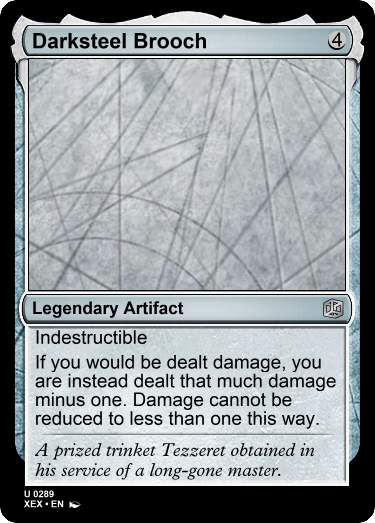 Darksteel Brooch 4
Legendary Artifact
Indestructible
If you would be dealt damage, you
are instead dealt that much damage
minus one. Damage cannot be
reduced to less than one this way.
A prized trinket Tezzeret obtained in
his service of a long-gone master.
U 0289
XEX • EN